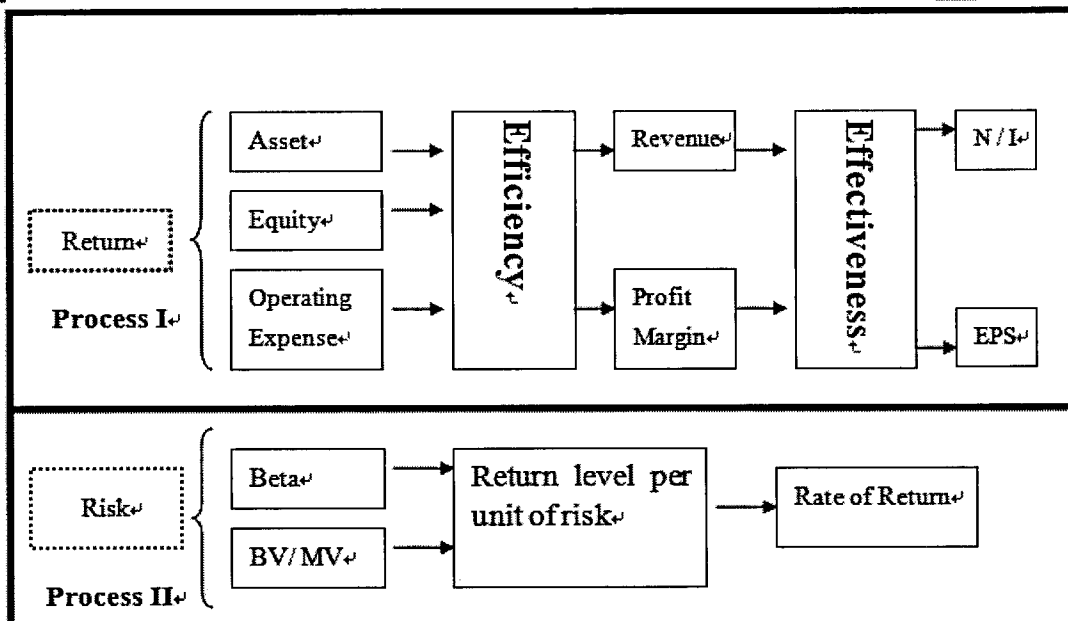 Return↵
Process I↵
Asset↵
Equity↵
Operating
Expense↵
Efficiency↵
Revenue↵
Profit
Margin↵
Effectiveness↵
N / I↵
EPS↵
Risk↵
Process II↵
Beta↵
BV/ MV↵
Return level per
unit of risk↵
Rate of Return↵